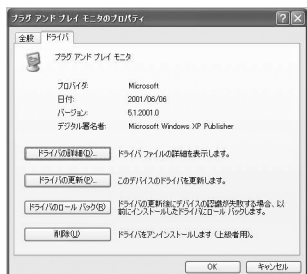 プラグ アンド プレイ モニタのプロパティ
全般 ドライバ
プラグ アンド プレイ モニタ
プロバイダ: Microsoft
日付: 2001/06/06
バージョン: 5.1.2001.0
デジタル署名者: Microsoft Windows XP Publisher
ドライバの詳細(D)... ドライバ ファイルの詳細を表示します。
ドライバの更新(P)... このデバイスのドライバを更新します。
ドライバのロール バック(R) ドライバの更新後にデバイスの認識が失敗する場合、以
前にインストールしたドライバにロール バックします。
削除(U) ドライバをアンインストールします (上級者用)。
OK キャンセル